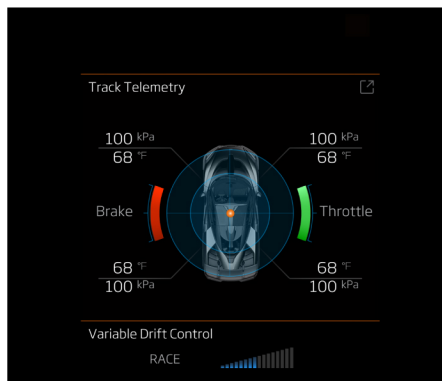 Track Telemetry
100 kPa
68 °F
100 kPa
68 °F
Brake
Throttle
68 °F
100 kPa
68 °F
100 kPa
Variable Drift Control
RACE